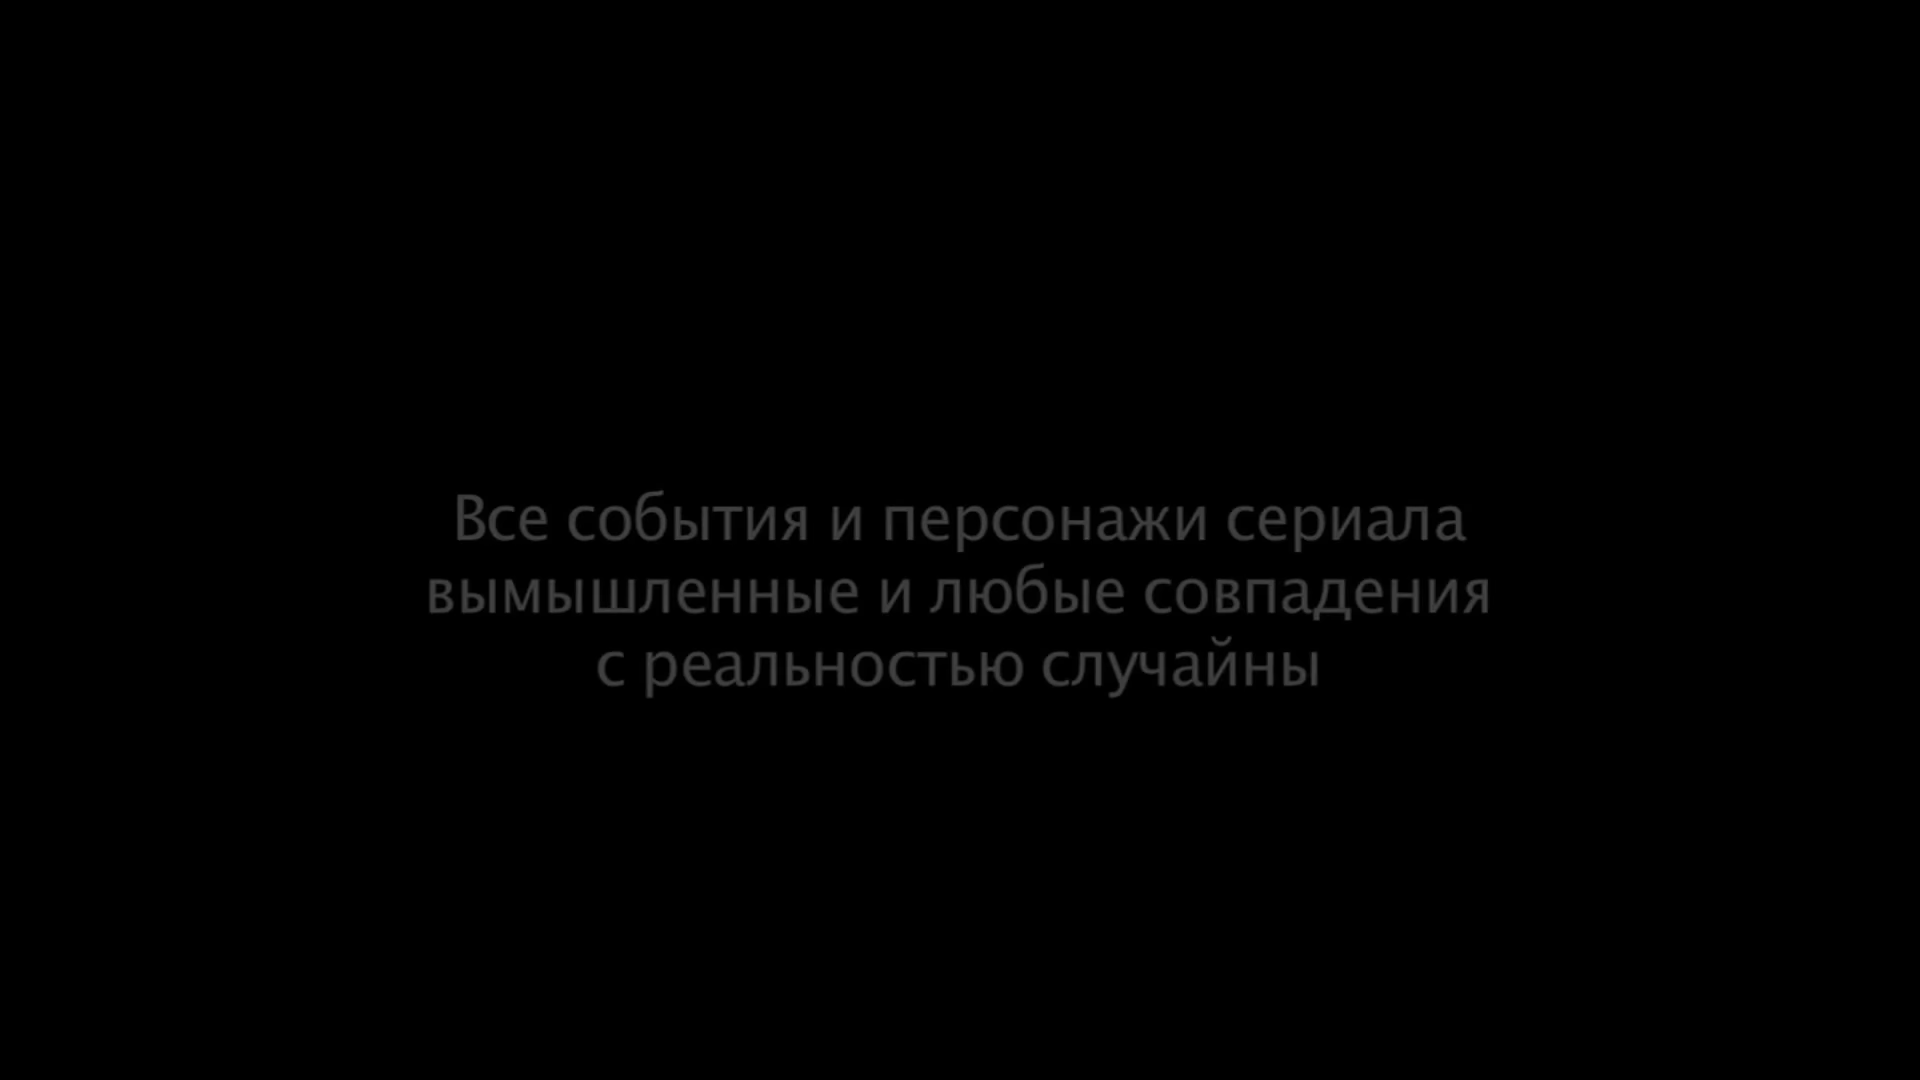 Все события и персонажи сериала
вымышленные и любые совпадения
с реальностью случайны